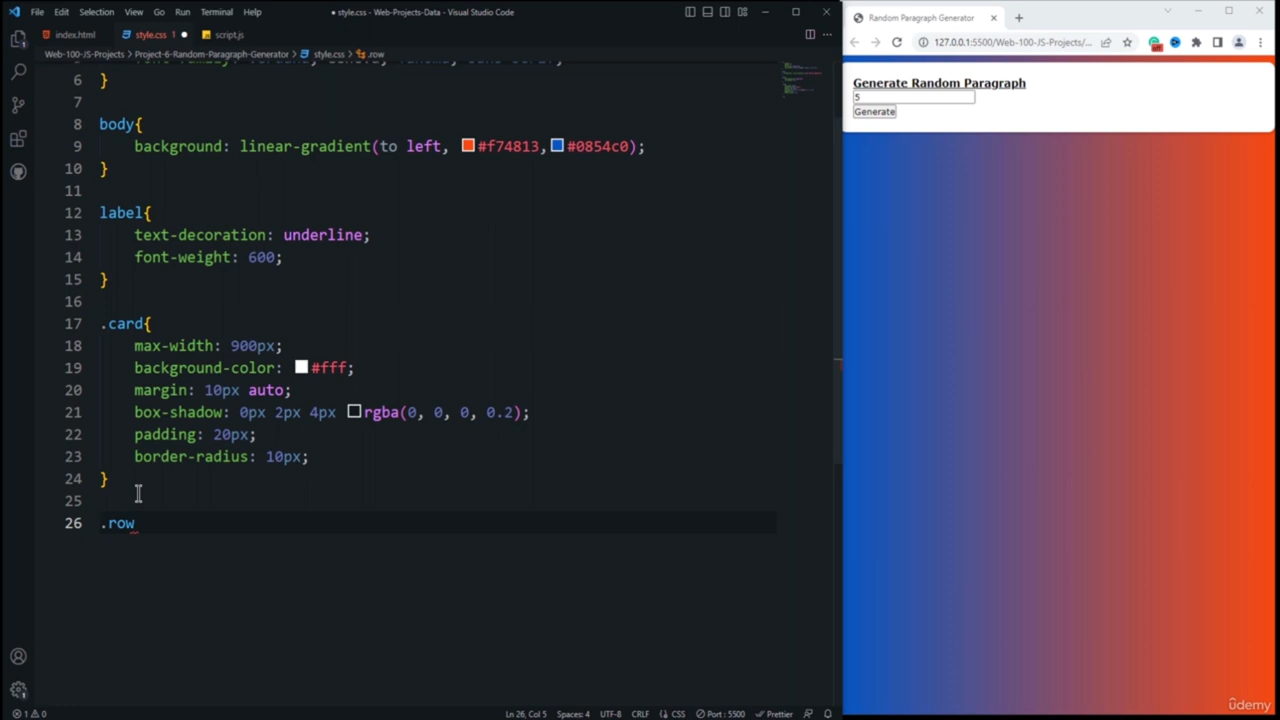 File Edit Selection View Go Run Terminal Help
● style.css - Web-Projects-Data - Visual Studio Code
index.html
style.css 1 ●
script.js
Web-100-JS-Projects > Project-6-Random-Paragraph-Generator > style.css > .row
6 }
7
8 body{
9 background: linear-gradient(to left, #f74813,#0854c0);
10 }
11
12 label{
13 text-decoration: underline;
14 font-weight: 600;
15 }
16
17 .card{
18 max-width: 900px;
19 background-color: #fff;
20 margin: 10px auto;
21 box-shadow: 0px 2px 4px rgba(0, 0, 0, 0.2);
22 padding: 20px;
23 border-radius: 10px;
24 }
25
26 .row
1 0
Ln 26, Col 5 Spaces: 4 UTF-8 CRLF CSS Port : 5500 Prettier
Random Paragraph Generator
127.0.0.1:5500/Web-100-JS-Projects/...
Generate Random Paragraph
5
Generate
ûdemy